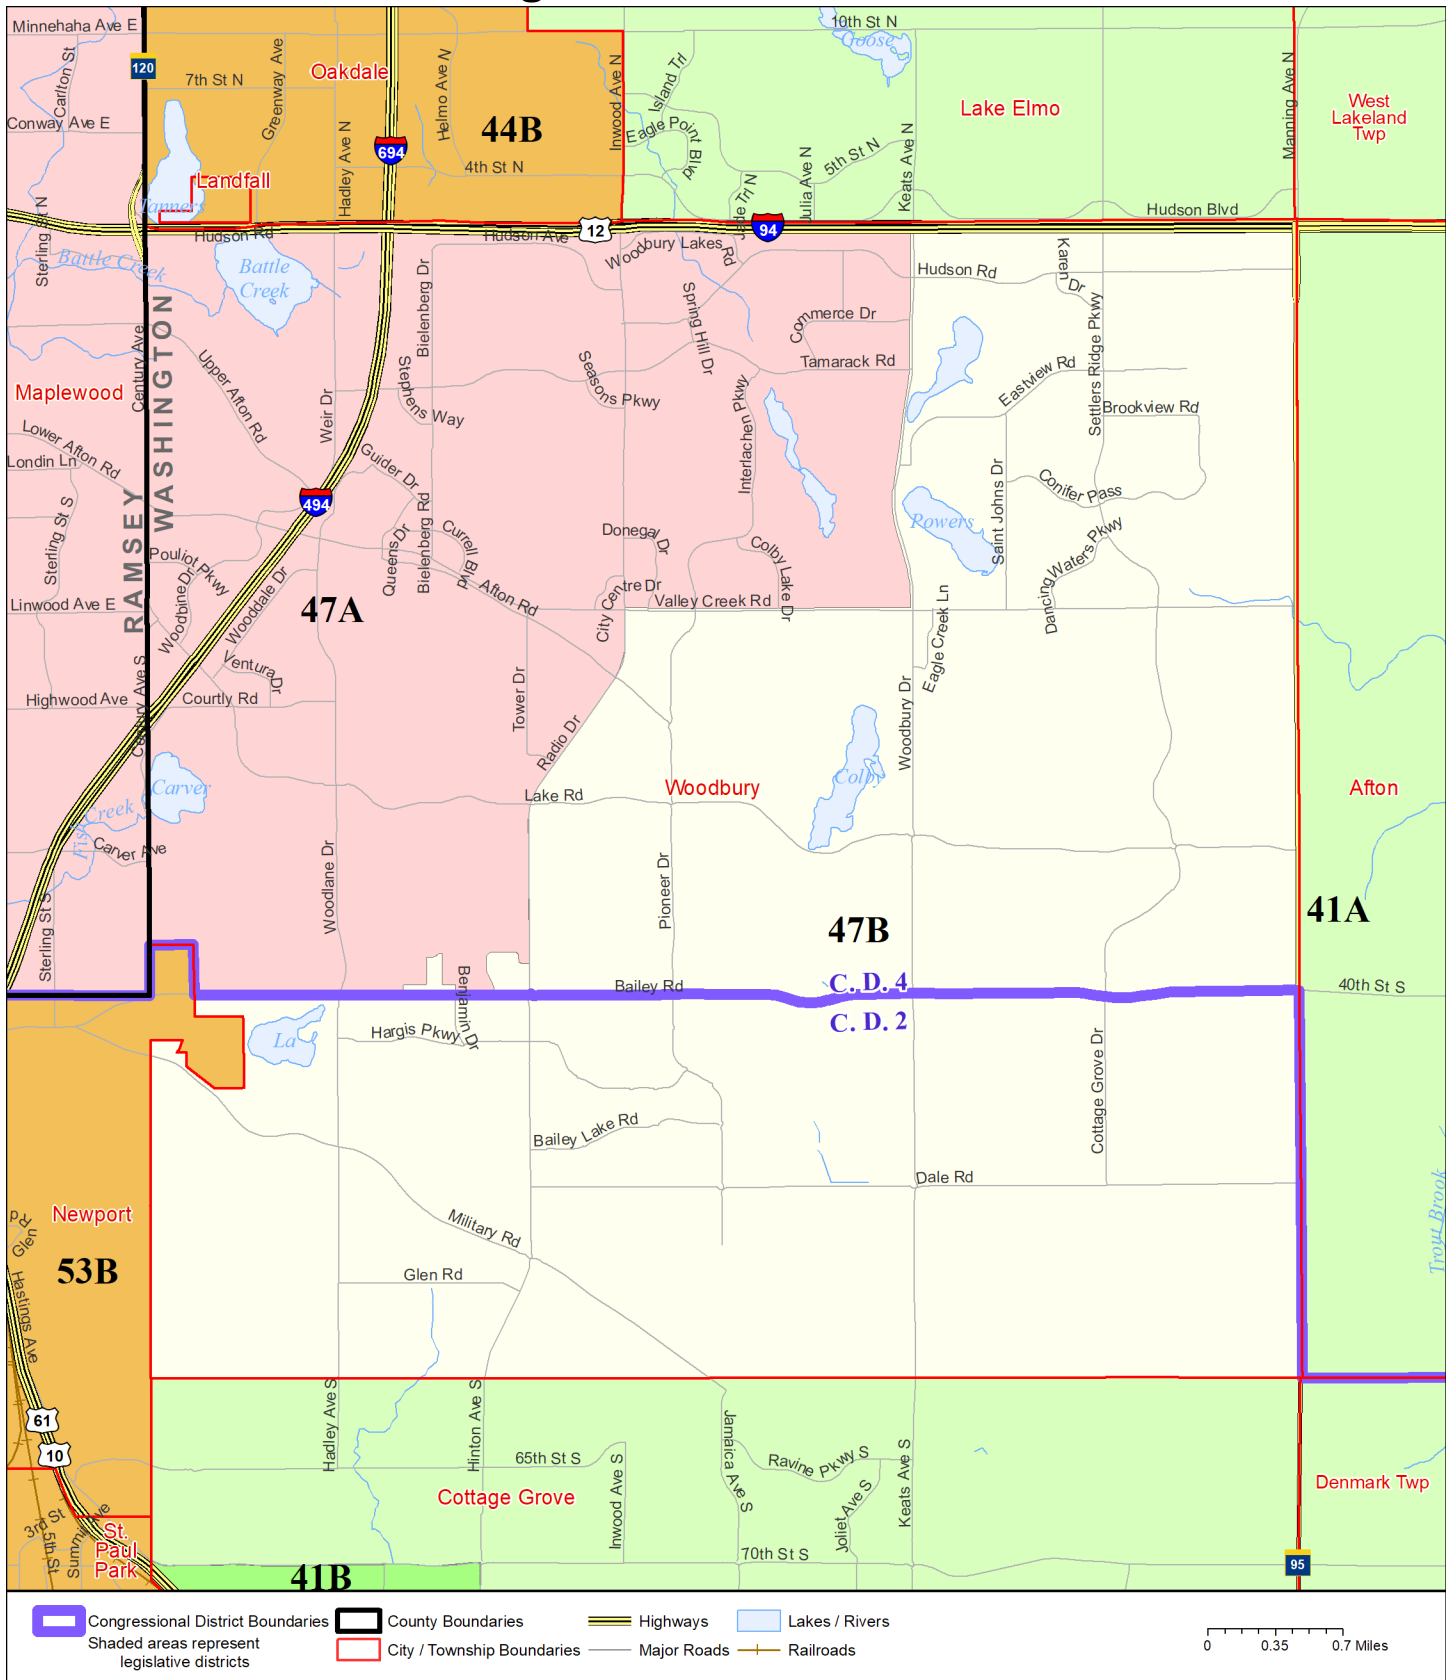 Minnehaha Ave E
120
Carlton St
Conway Ave E
7th St N
Greenway Ave
Oakdale
Hadley Ave N
694
Helmo Ave N
44B
4th St N
Inwood Ave N
Island Trl
Eagle Point Blvd
10th St N
Goose
Lake Elmo
Julia Ave N
5th St N
Keats Ave N
Manning Ave N
West
Lakeland
Twp
Landfall
Tanners
Hudson Blvd
Sterling St N
Hudson Rd
Hudson Ave
12
94
Woodbury Lakes
Rd
Battle Creek
Battle
Creek
Bielenberg Dr
Spring Hill Dr
Commerce Dr
Hudson Rd
Karen
Dr
Settlers Ridge Pkwy
Maplewood
Century Ave
WASHINGTON
Upper Afton Rd
Weir Dr
Stephens Way
Seasons Pkwy
Interlachen Pkwy
Tamarack Rd
Eastview Rd
Brookview Rd
Lower Afton Rd
Londin Ln
Sterling St S
RAMSEY
Guider Dr
494
Queens Dr
Bielenberg Rd
Currell Blvd
Donegal Dr
Colby Lake Dr
Powers
Saint Johns Dr
Conifer Pass
Dancing Waters Pkwy
Pouliot Pkwy
Woodbine Dr
Wooddale Dr
Linwood Ave E
47A
Afton Rd
City Centre Dr
Valley Creek Rd
Eagle Creek Ln
Highwood Ave
Century Ave S
Ventura Dr
Courtly Rd
Tower Dr
Radio Dr
Woodbury Dr
Carver
Fish Creek
Carver Ave
Lake Rd
Woodbury
Colby
Afton
Woodlane Dr
Pioneer Dr
47B
41A
Sterling St S
Benjamin Dr
Bailey Rd
C. D. 4
C. D. 2
40th St S
La
Hargis Pkwy
Cottage Grove Dr
Bailey Lake Rd
Dale Rd
Trout Brook
Newport
Glen Rd
53B
Military Rd
Glen Rd
Hastings Ave
61
10
Hadley Ave S
Hinton Ave S
65th St S
Inwood Ave S
Jamaica Ave S
Ravine Pkwy S
Joliet Ave S
Keats Ave S
Cottage Grove
Denmark Twp
3rd St
5th St
Summit Ave
St.
Paul
Park
41B
70th St S
95
Congressional District Boundaries
County Boundaries
Highways
Lakes / Rivers
Shaded areas represent
legislative districts
City / Township Boundaries
Major Roads
Railroads
0 0.35 0.7 Miles